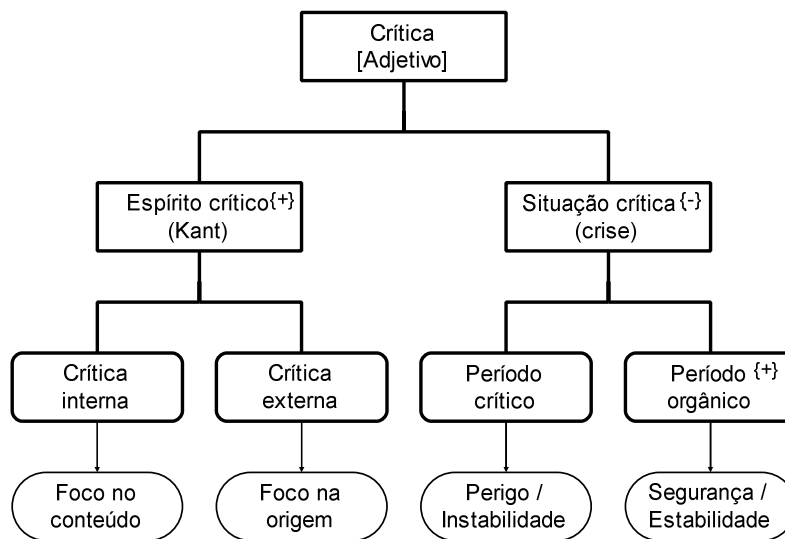 Crítica
[Adjetivo]
Espírito crítico{+}
(Kant)
Situação crítica{-}
(crise)
Crítica
interna
Crítica
externa
Período
crítico
Período {+}
orgânico
Foco no
conteúdo
Foco na
origem
Perigo /
Instabilidade
Segurança /
Estabilidade